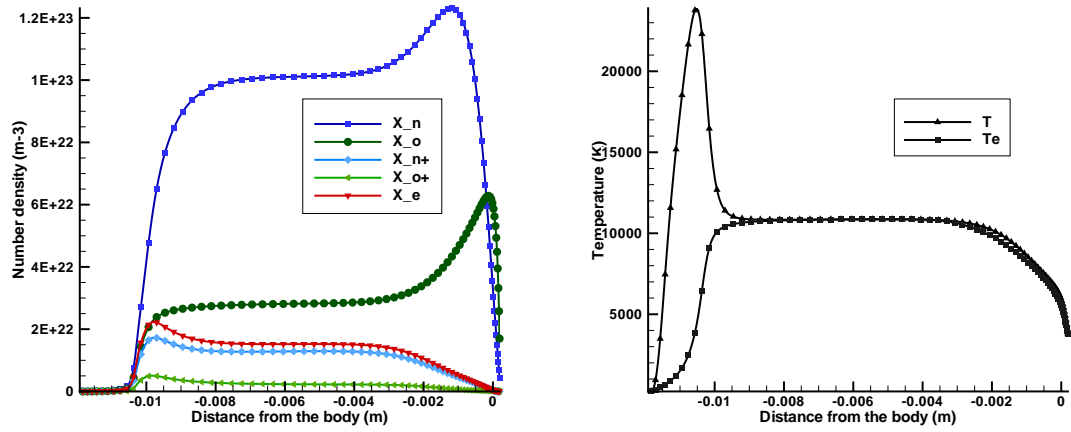 Number density (m-3)
1.2E+23
1E+23
8E+22
6E+22
4E+22
2E+22
0
X_n
X_o
X_n+
X_o+
X_e
-0.01 -0.008 -0.006 -0.004 -0.002 0
Distance from the body (m)
Temperature (K)
20000
15000
10000
5000
T
Te
-0.01 -0.008 -0.006 -0.004 -0.002 0
Distance from the body (m)